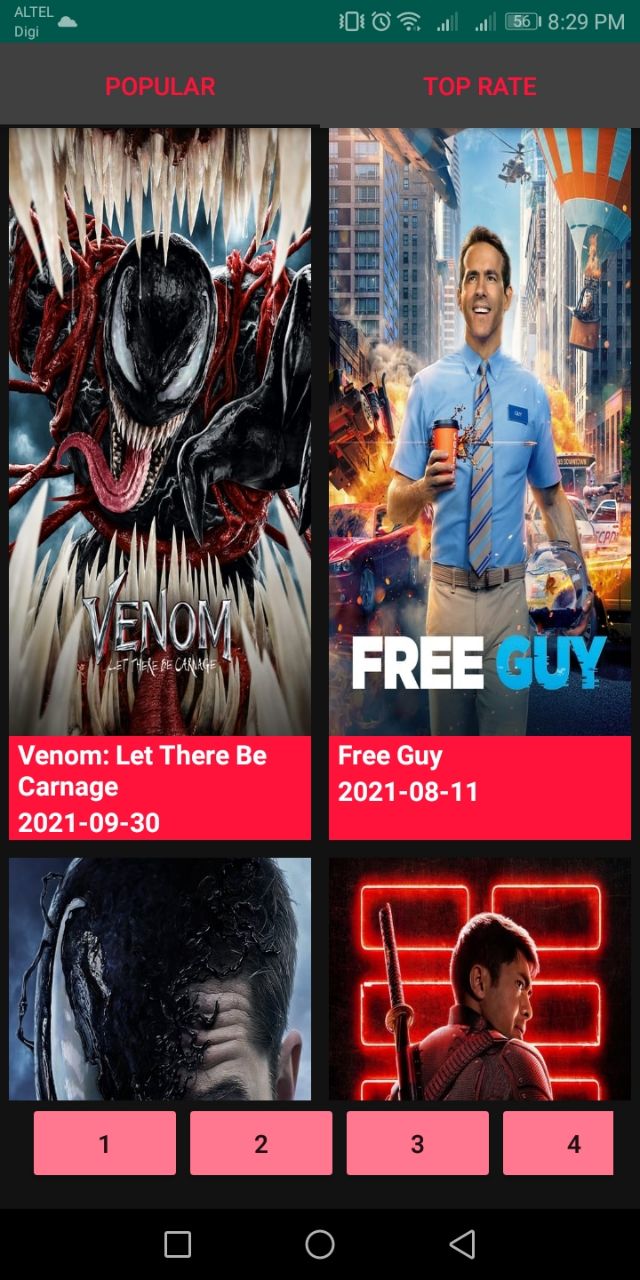 ALTEL
Digi
56 8:29 PM
POPULAR
TOP RATE
VENOM
LET THERE BE CARNAGE
GUY
FREE GUY
Venom: Let There Be
Carnage
2021-09-30
Free Guy
2021-08-11
1
2
3
4